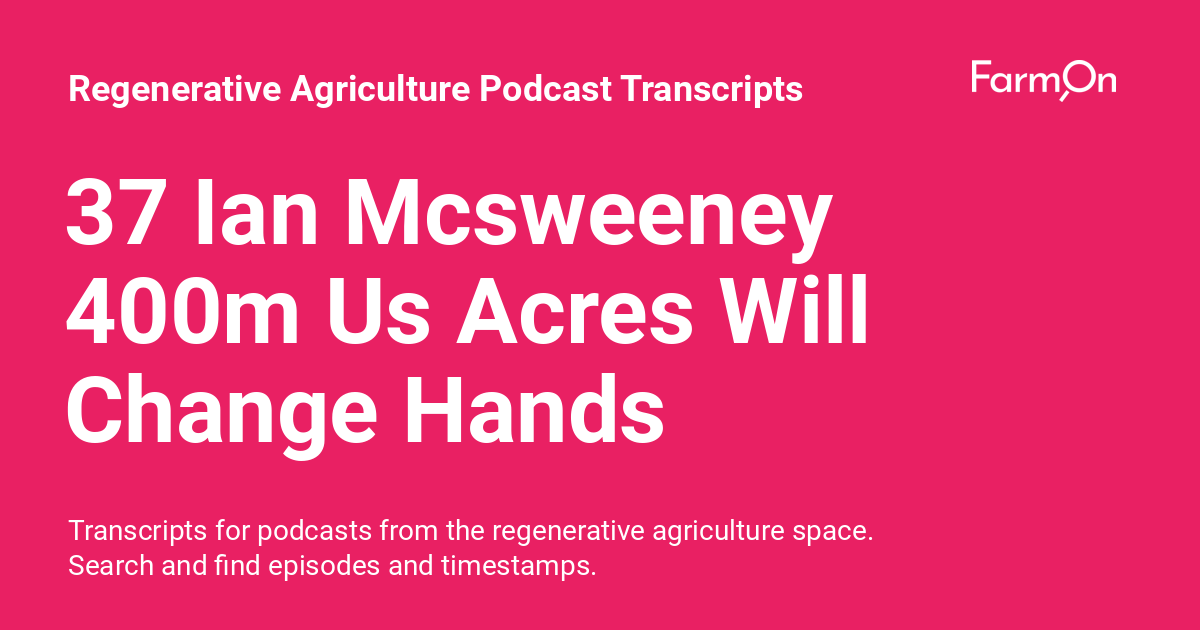 Regenerative Agriculture Podcast Transcripts
FarmOn
37 Ian Mcsweeney
400m Us Acres Will
Change Hands
Transcripts for podcasts from the regenerative agriculture space.
Search and find episodes and timestamps.